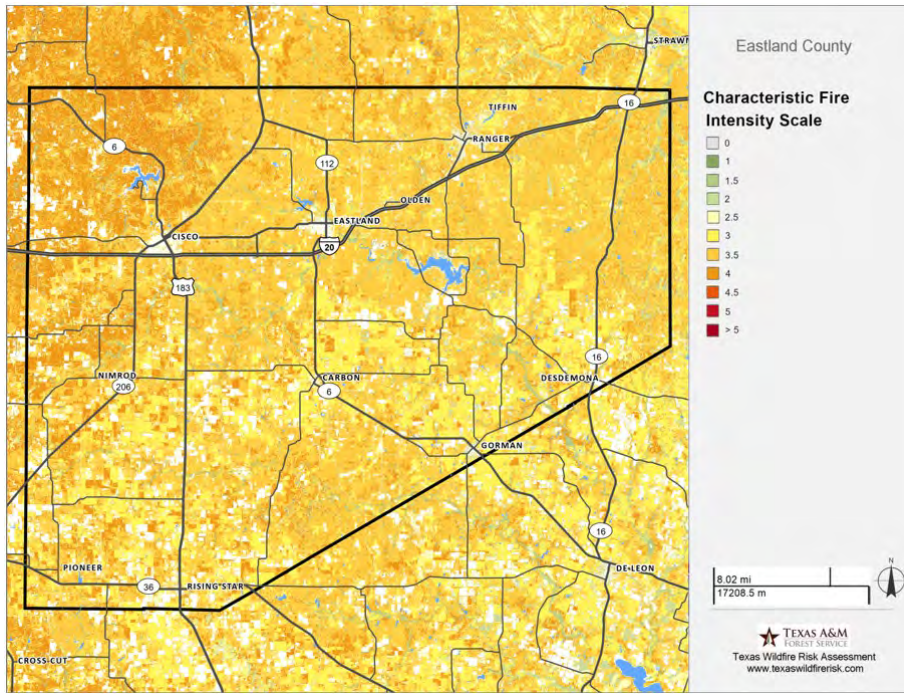 STRAWN
TIFFIN
16
RANGER
6
112
OLDEN
EASTLAND
CISCO
20
183
16
NIMROD
206
CARBON
6
DESDEMONA
GORMAN
16
PIONEER
36
RISING STAR
DE LEON
CROSS CUT
Eastland County
Characteristic Fire
Intensity Scale
0
1
1.5
2
2.5
3
3.5
4
4.5
5
> 5
N
8.02 mi
17208.5 m
TEXAS A&M
FOREST SERVICE
Texas Wildfire Risk Assessment
www.texaswildfirerisk.com